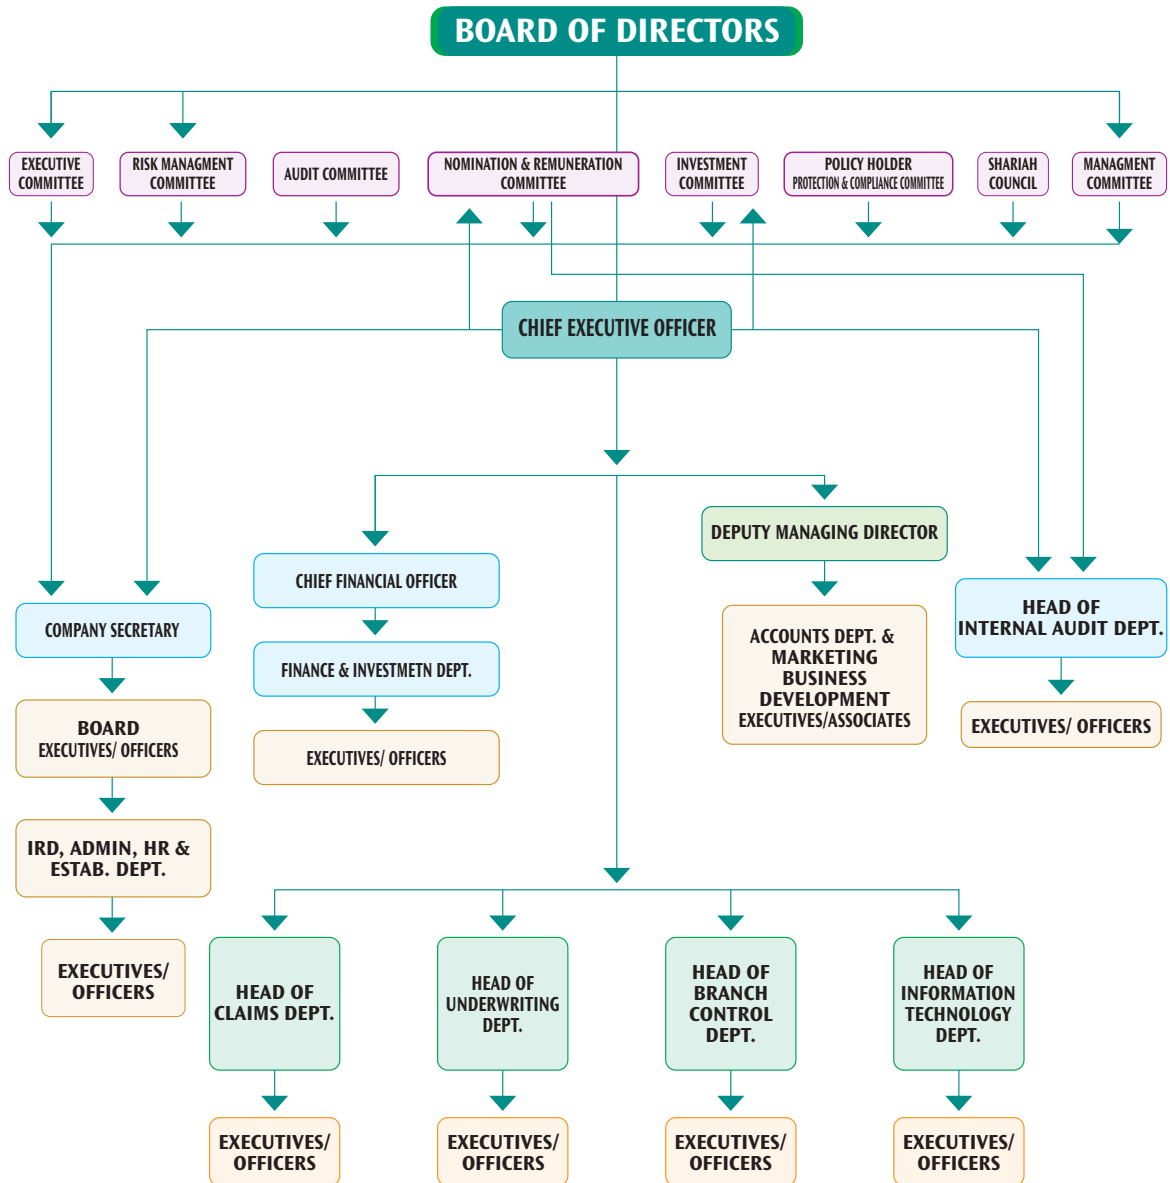 BOARD OF DIRECTORS
EXECUTIVE
COMMITTEE
RISK MANAGMENT
COMMITTEE
AUDIT COMMITTEE
NOMINATION & REMUNERATION
COMMITTEE
INVESTMENT
COMMITTEE
POLICY HOLDER
PROTECTION & COMPLIANCE COMMITTEE
SHARIAH
COUNCIL
MANAGMENT
COMMITTEE
CHIEF EXECUTIVE OFFICER
DEPUTY MANAGING DIRECTOR
CHIEF FINANCIAL OFFICER
COMPANY SECRETARY
FINANCE & INVESTMETN DEPT.
ACCOUNTS DEPT. &
MARKETING
BUSINESS
DEVELOPMENT
EXECUTIVES/ASSOCIATES
HEAD OF
INTERNAL AUDIT DEPT.
BOARD
EXECUTIVES/ OFFICERS
EXECUTIVES/ OFFICERS
EXECUTIVES/ OFFICERS
IRD, ADMIN, HR &
ESTAB. DEPT.
EXECUTIVES/
OFFICERS
HEAD OF
CLAIMS DEPT.
HEAD OF
UNDERWRITING
DEPT.
HEAD OF
BRANCH
CONTROL
DEPT.
HEAD OF
INFORMATION
TECHNOLOGY
DEPT.
EXECUTIVES/
OFFICERS
EXECUTIVES/
OFFICERS
EXECUTIVES/
OFFICERS
EXECUTIVES/
OFFICERS